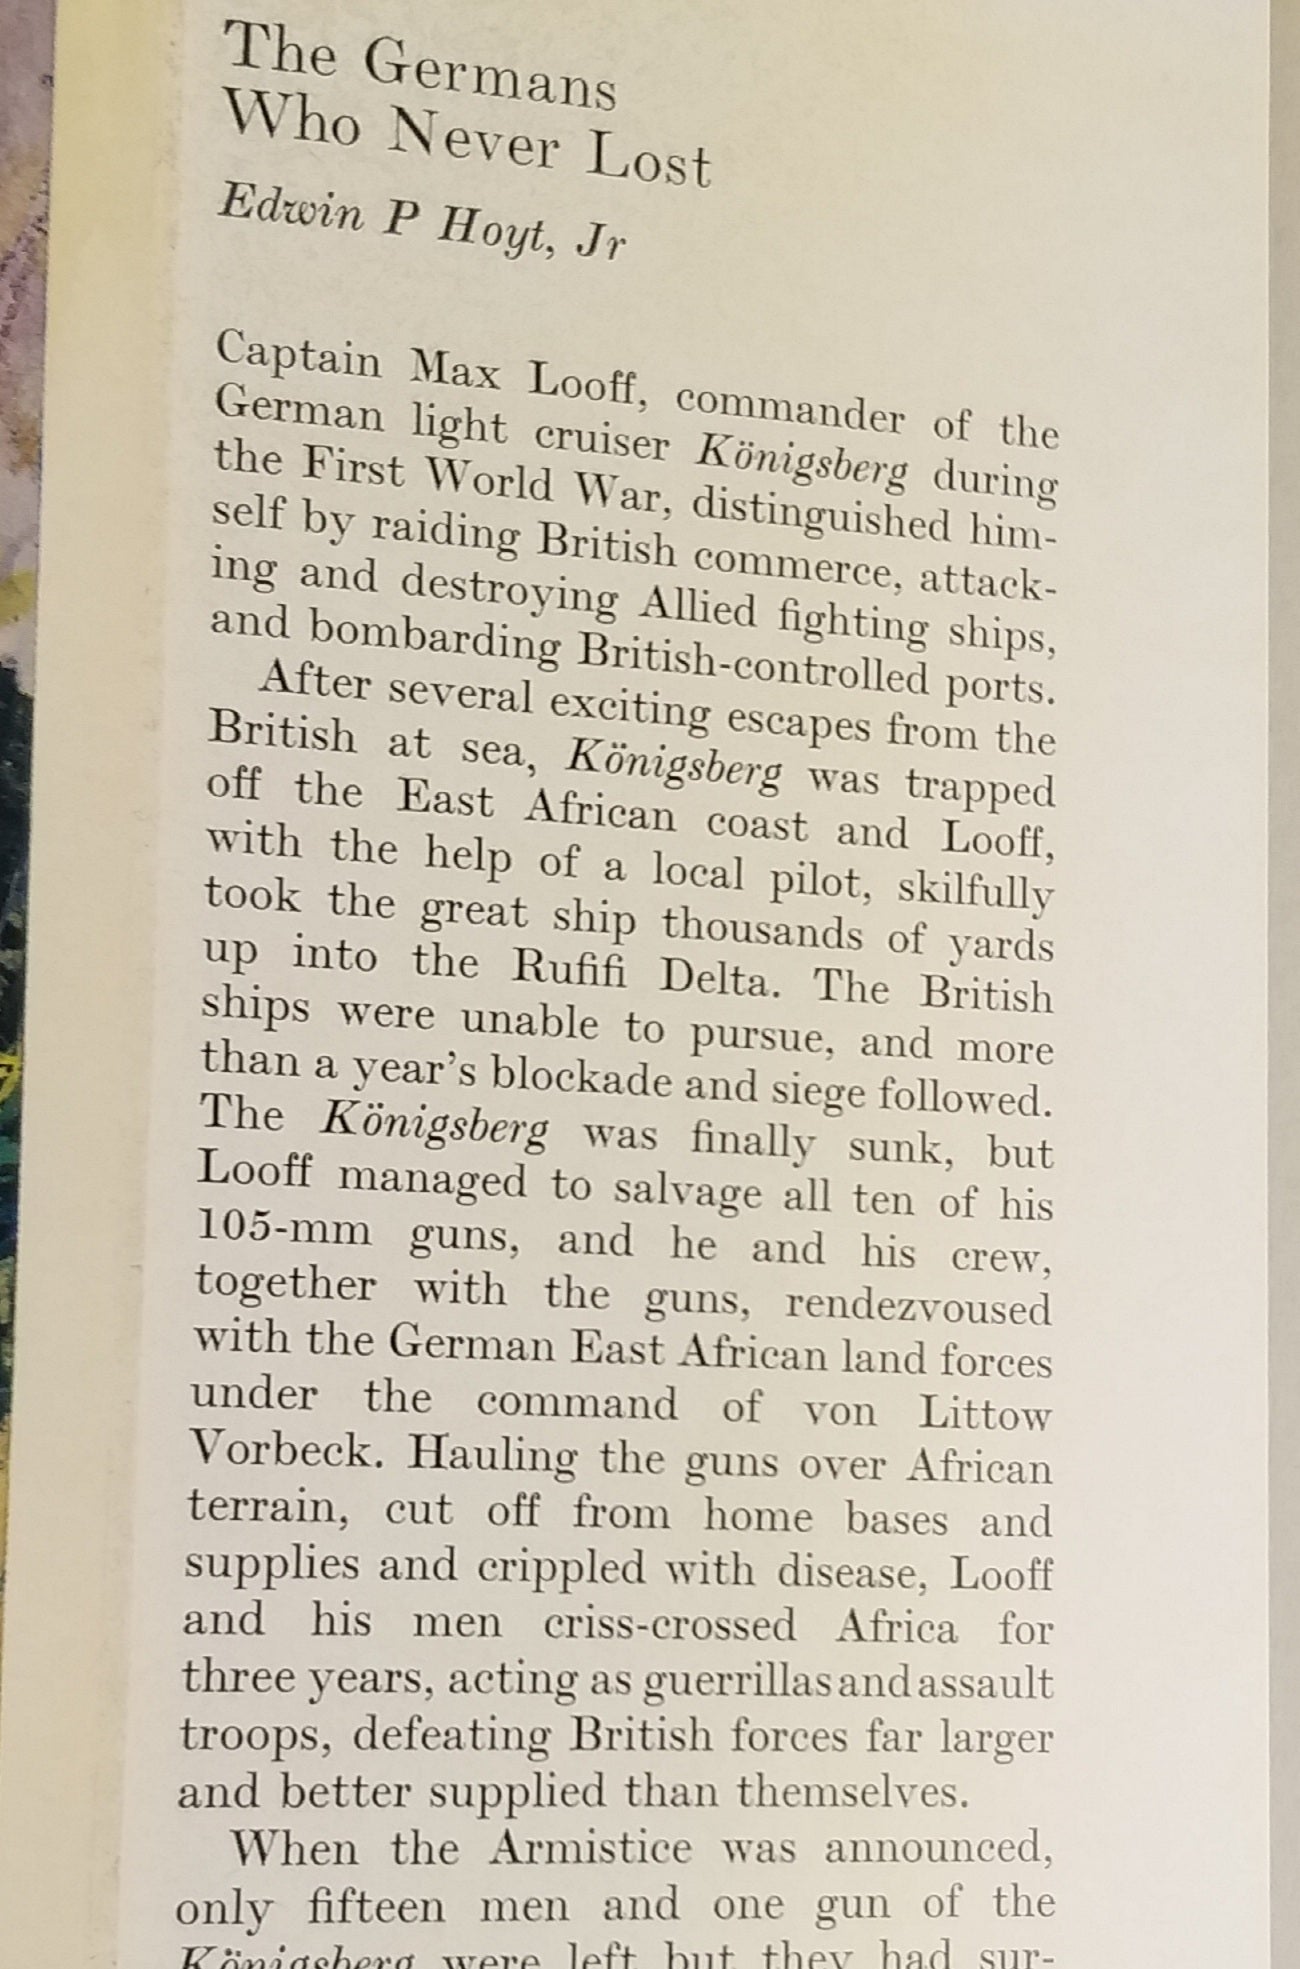 The Germans
Who Never Lost
Edwin P Hoyt, Jr
Captain Max Looff, commander of the
German light cruiser Königsberg during
the First World War, distinguished him-
self by raiding British commerce, attack-
ing and destroying Allied fighting ships,
and bombarding British-controlled ports.
After several exciting escapes from the
British at sea, Königsberg was trapped
off the East African coast and Looff,
with the help of a local pilot, skilfully
took the great ship thousands of yards
up into the Rufifi Delta. The British
ships were unable to pursue, and more
than a year's blockade and siege followed.
The Königsberg was finally sunk, but
Looff managed to salvage all ten of his
105-mm guns, and he and his crew,
together with the guns, rendezvoused
with the German East African land forces
under the command of von Littow
Vorbeck. Hauling the guns over African
terrain, cut off from home bases and
supplies and crippled with disease, Looff
and his men criss-crossed Africa for
three years, acting as guerrillas and assault
troops, defeating British forces far larger
and better supplied than themselves.
When the Armistice was announced,
only fifteen men and one gun of the
Königsberg were left but they had sur-